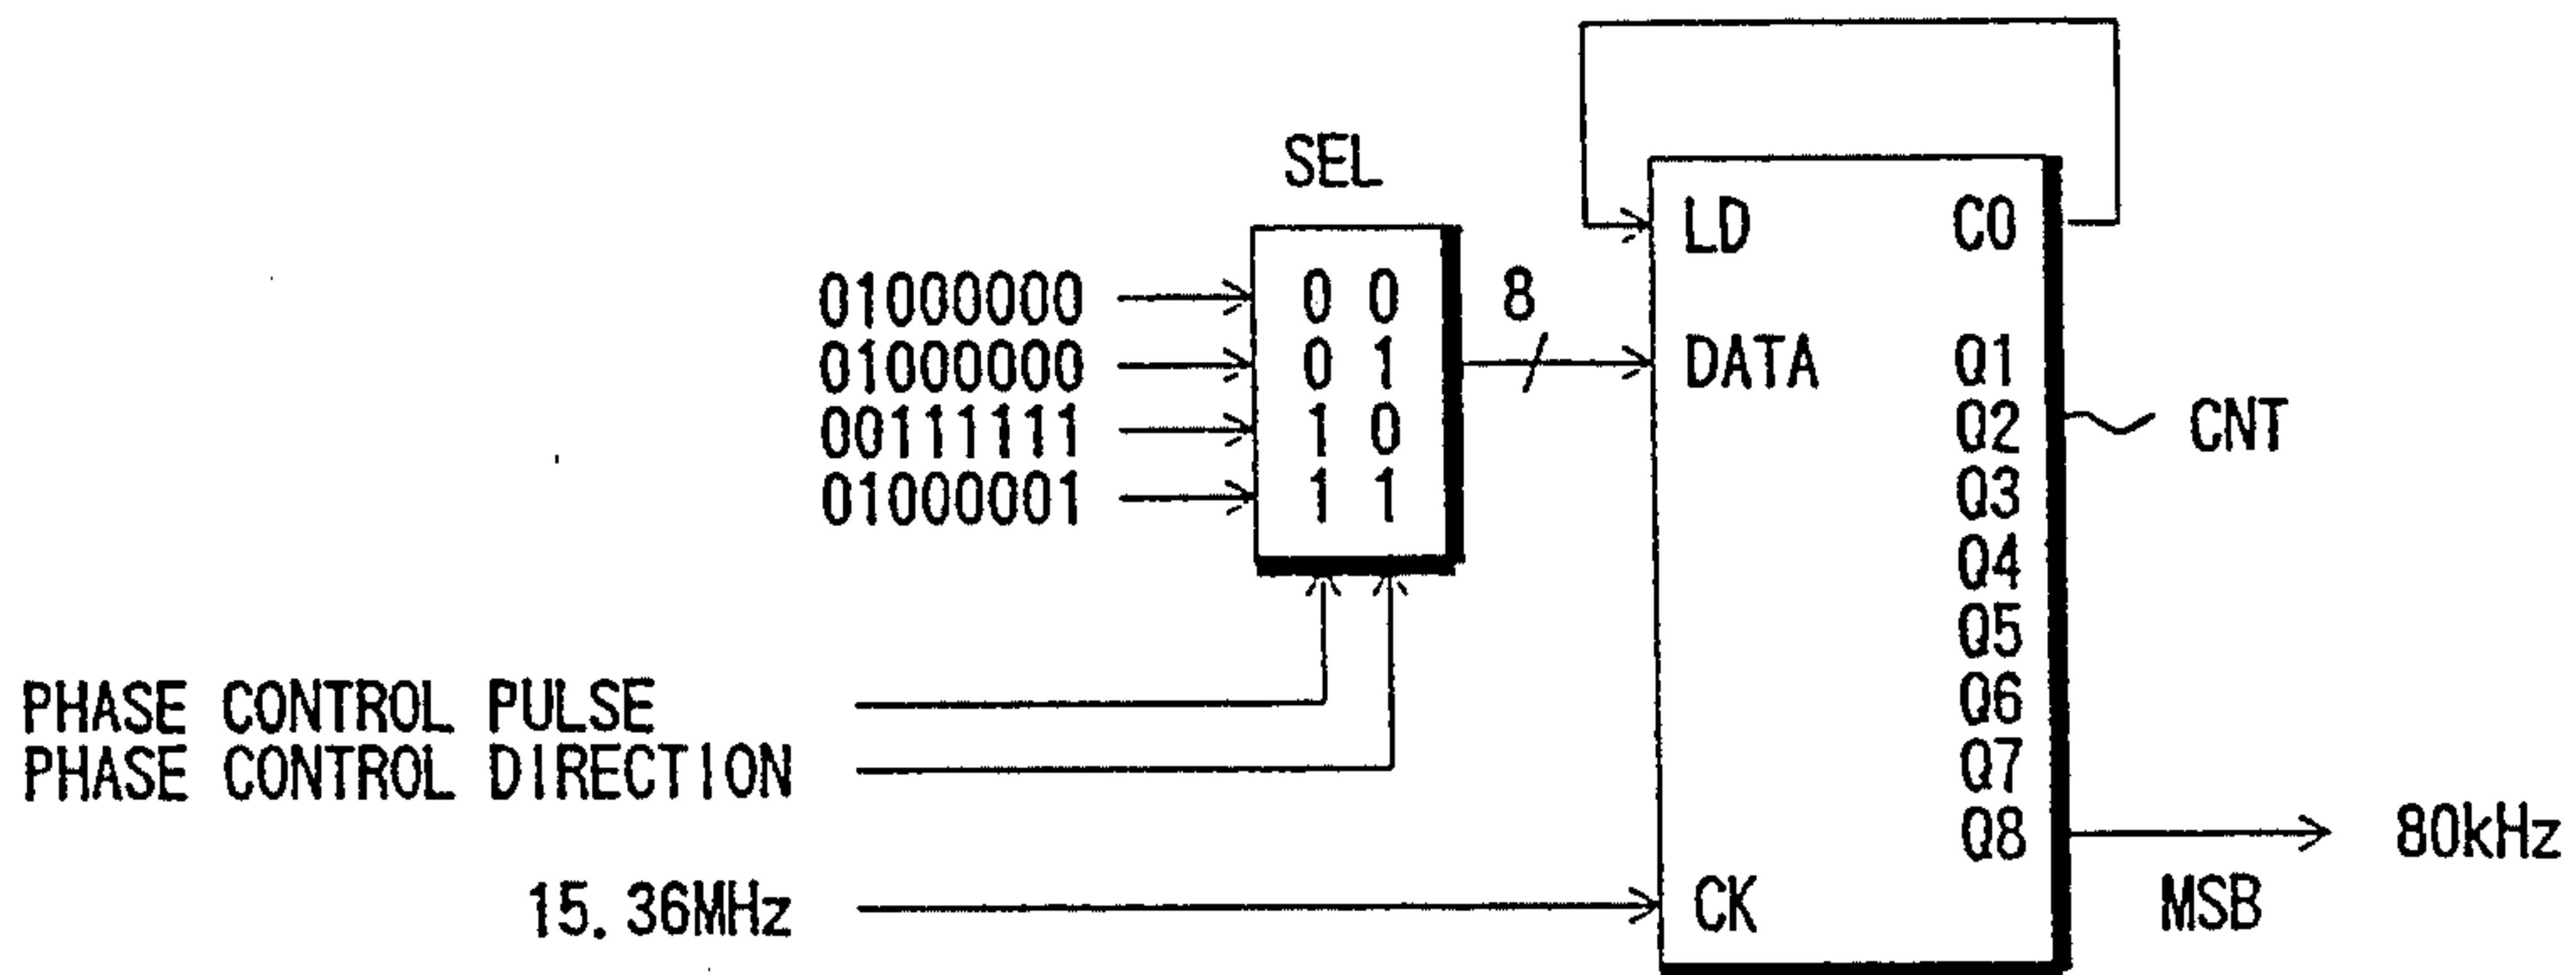 SEL
LD CO
01000000 0 0 8
01000000 0 1 DATA Q1
00111111 1 0 Q2 CNT
01000001 1 1 Q3
Q4
Q5
PHASE CONTROL PULSE Q6
PHASE CONTROL DIRECTION Q7
Q8 80kHz
15.36MHz CK MSB